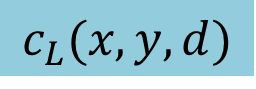 c_L(x, y, d)